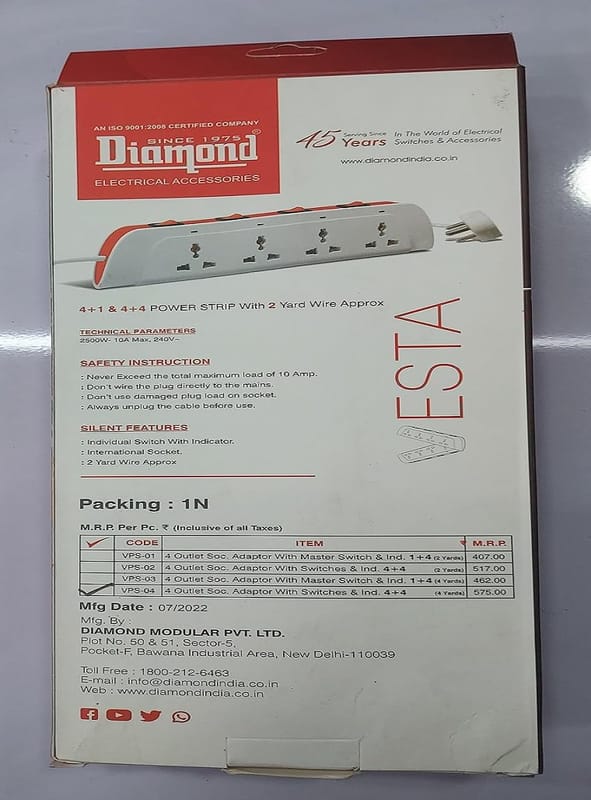 AN ISO 9001:2008 CERTIFIED COMPANY
SINCE 1975
Diamond®
ELECTRICAL ACCESSORIES
45 Serving Since Years In The World of Electrical Switches & Accessories
www.diamondindia.co.in
4+1 & 4+4 POWER STRIP With 2 Yard Wire Approx
TECHNICAL PARAMETERS
2500W- 10A Max, 240V~
SAFETY INSTRUCTION
: Never Exceed the total maximum load of 10 Amp.
: Don't wire the plug directly to the mains.
: Don't use damaged plug load on socket.
: Always unplug the cable before use.
SILENT FEATURES
: Individual Switch With Indicator.
: International Socket.
: 2 Yard Wire Approx
VESTA
Packing : 1N
M.R.P. Per Pc. ₹ (Inclusive of all Taxes)
CODE ITEM ₹ M.R.P.
VPS-01 4 Outlet Soc. Adaptor With Master Switch & Ind. 1+4 (2 Yards) 407.00
VPS-02 4 Outlet Soc. Adaptor With Switches & Ind. 4+4 (2 Yards) 517.00
VPS-03 4 Outlet Soc. Adaptor With Master Switch & Ind. 1+4 (4 Yards) 462.00
VPS-04 4 Outlet Soc. Adaptor With Switches & Ind. 4+4 (4 Yards) 575.00
Mfg Date : 07/2022
Mfg. By :
DIAMOND MODULAR PVT. LTD.
Plot No. 50 & 51, Sector-5,
Pocket-F, Bawana Industrial Area, New Delhi-110039
Toll Free : 1800-212-6463
E-mail : info@diamondindia.co.in
Web : www.diamondindia.co.in